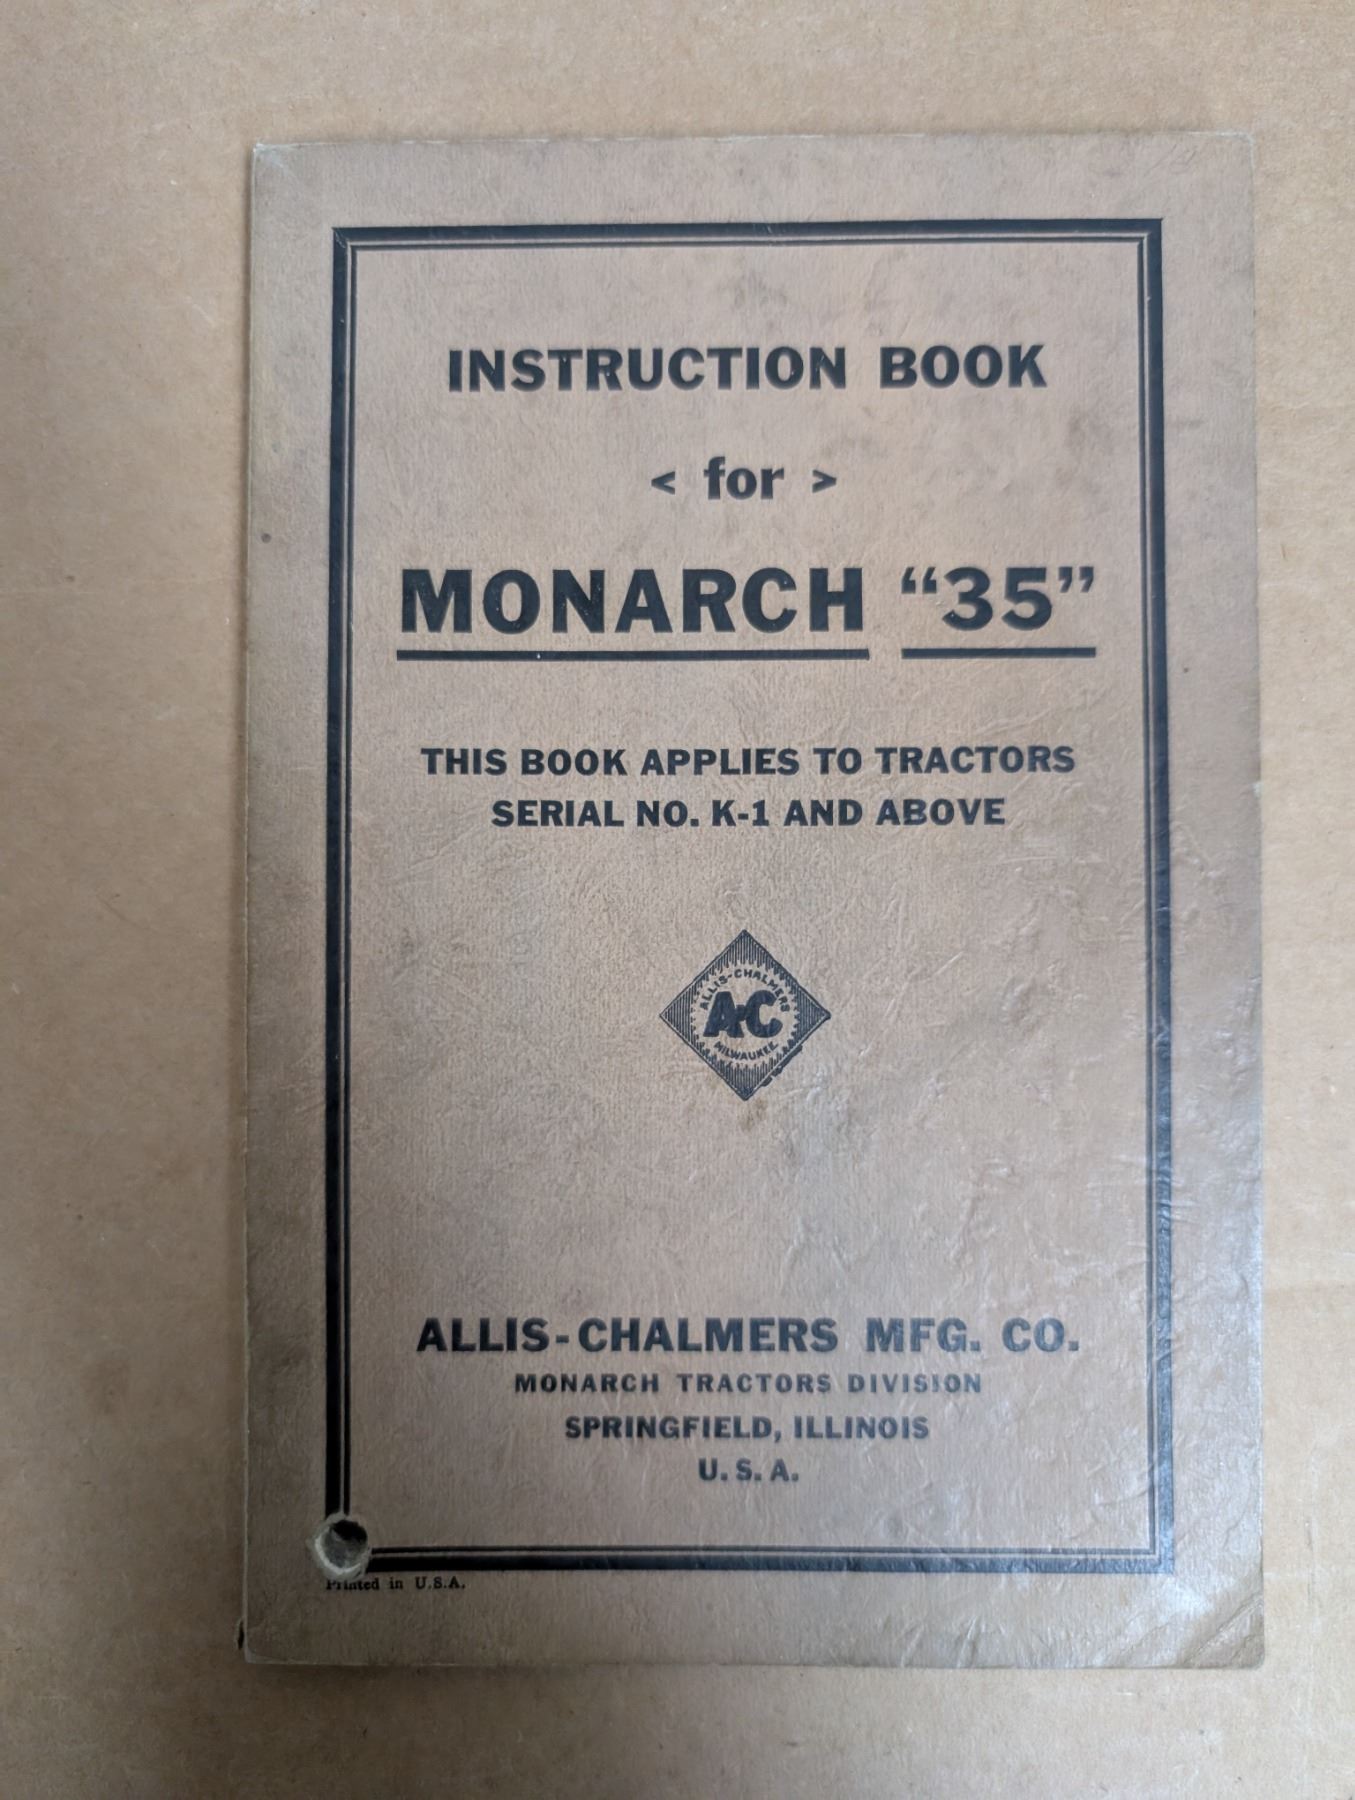 INSTRUCTION BOOK
< for >
MONARCH “35”
THIS BOOK APPLIES TO TRACTORS
SERIAL NO. K-1 AND ABOVE
ALLIS-CHALMERS
A-C
MILWAUKEE
ALLIS-CHALMERS MFG. CO.
MONARCH TRACTORS DIVISION
SPRINGFIELD, ILLINOIS
U. S. A.
Printed in U.S.A.